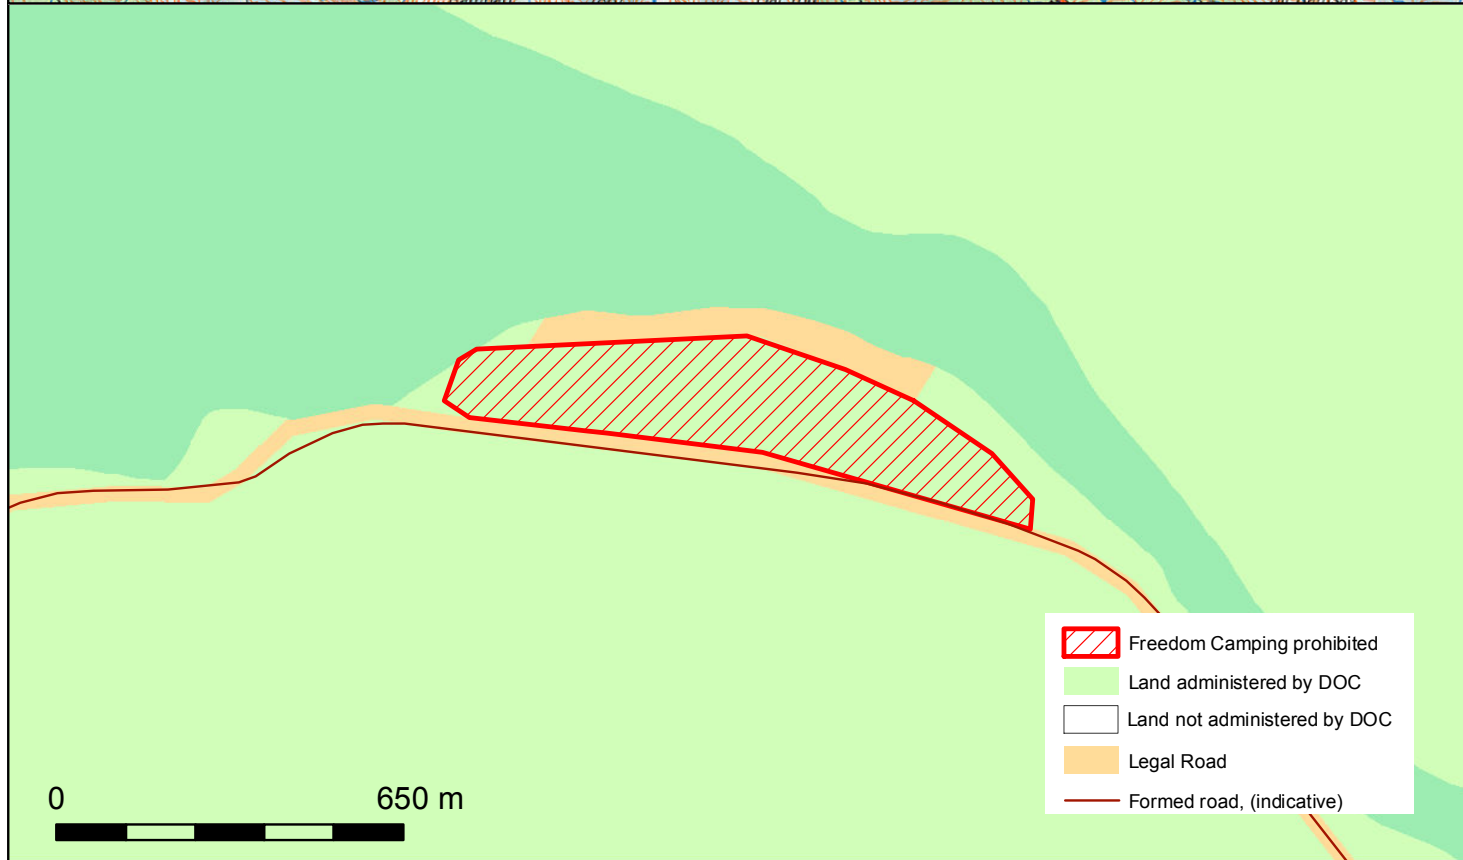 Freedom Camping prohibited
Land administered by DOC
Land not administered by DOC
Legal Road
Formed road, (indicative)
0 650 m